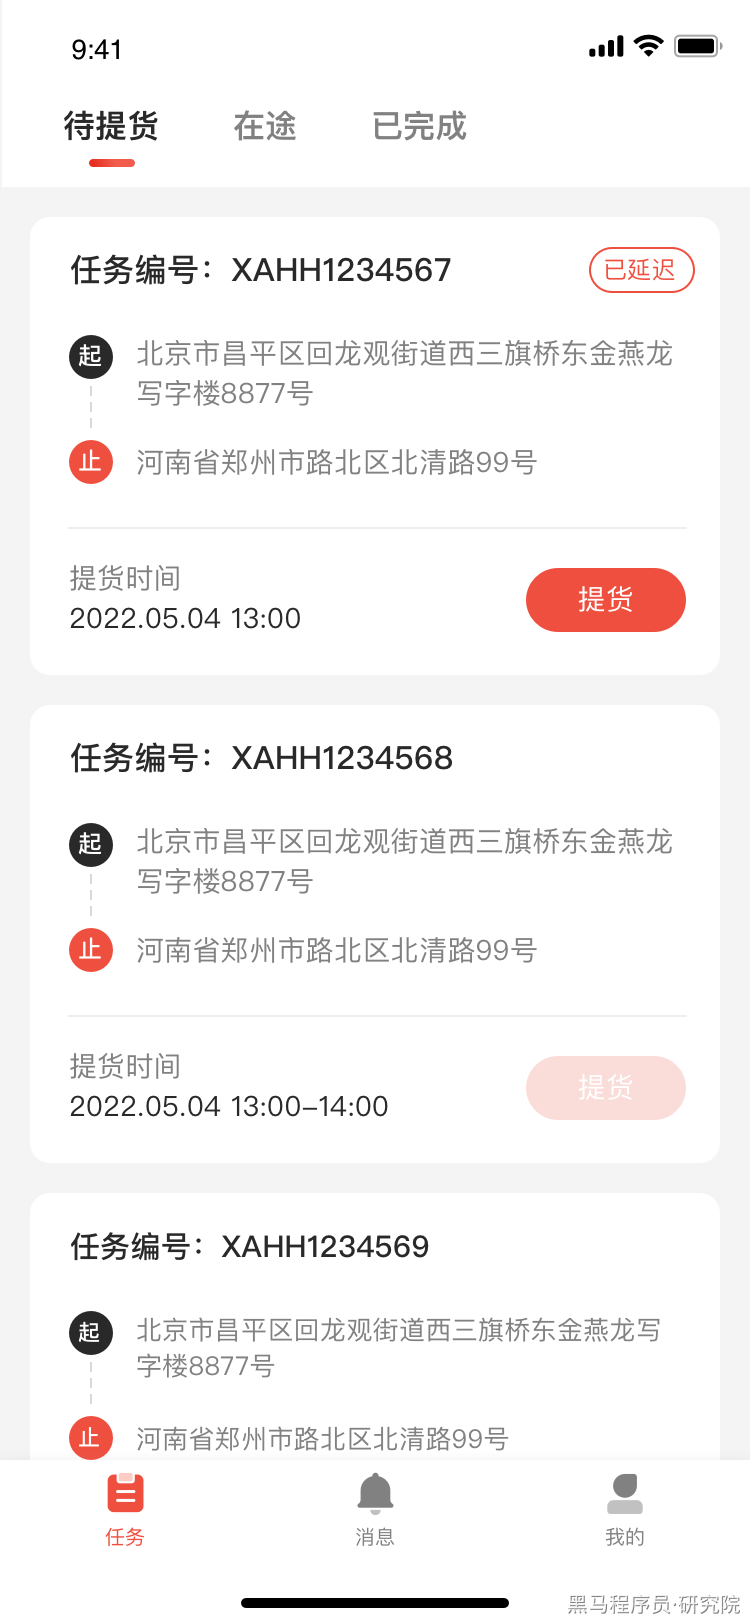 9:41
待提货 在途 已完成
任务编号：XAHH1234567 已延迟
起 北京市昌平区回龙观街道西三旗桥东金燕龙
写字楼8877号
止 河南省郑州市路北区北清路99号
提货时间
2022.05.04 13:00
提货
任务编号：XAHH1234568
起 北京市昌平区回龙观街道西三旗桥东金燕龙
写字楼8877号
止 河南省郑州市路北区北清路99号
提货时间
2022.05.04 13:00–14:00
提货
任务编号：XAHH1234569
起 北京市昌平区回龙观街道西三旗桥东金燕龙写
字楼8877号
止 河南省郑州市路北区北清路99号
任务 消息 我的
黑马程序员·研究院